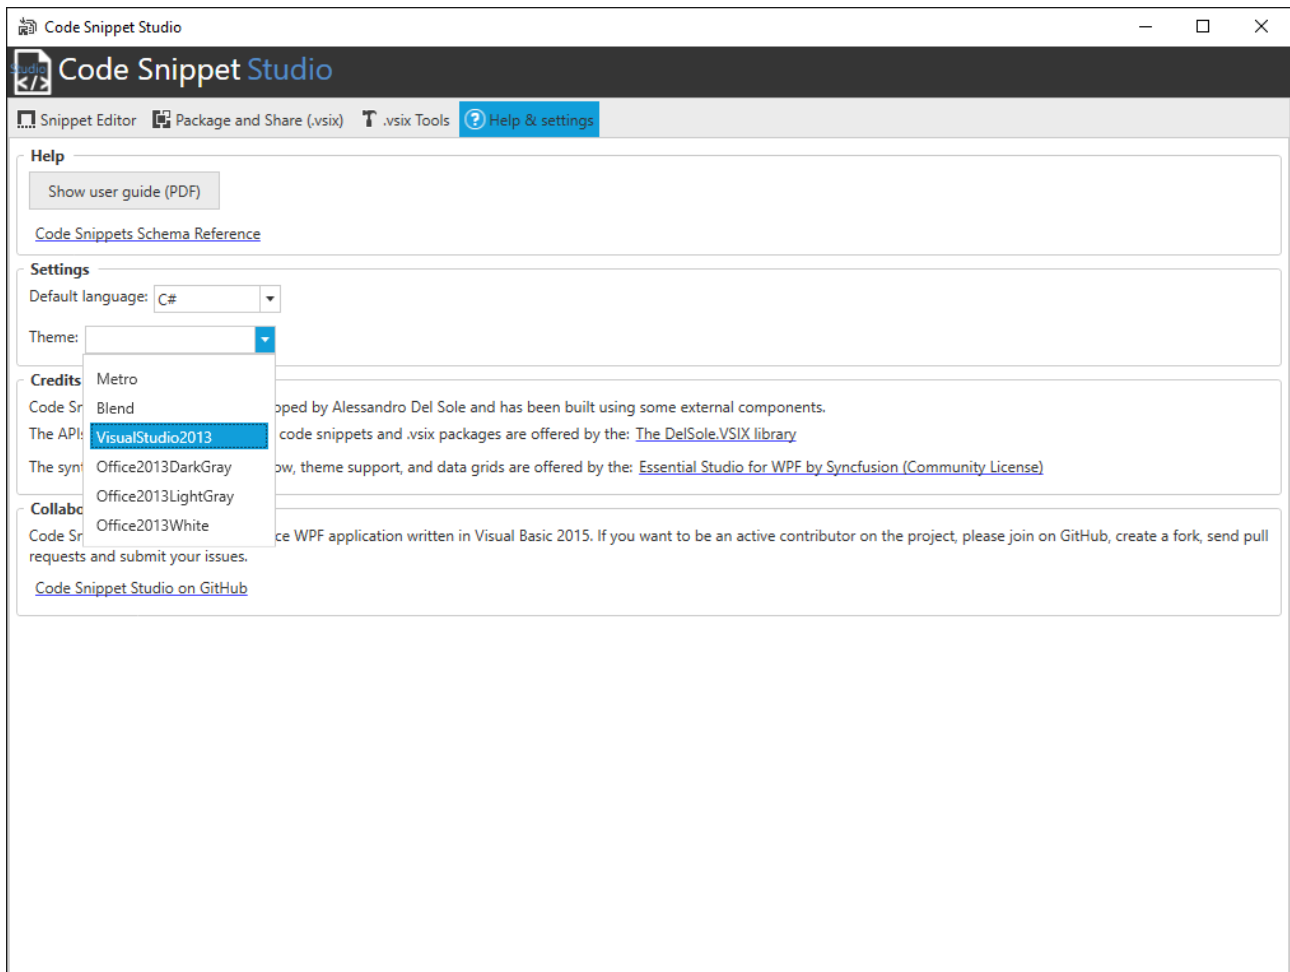 Code Snippet Studio
Code Snippet Studio
Snippet Editor Package and Share (.vsix) .vsix Tools Help & settings
Help
Show user guide (PDF)
Code Snippets Schema Reference
Settings
Default language: C#
Theme:
Metro
Blend
VisualStudio2013
Office2013DarkGray
Office2013LightGray
Office2013White
Credits
Code Sn
oped by Alessandro Del Sole and has been built using some external components.
The APIs
code snippets and .vsix packages are offered by the: The DelSole.VSIX library
The synt
ow, theme support, and data grids are offered by the: Essential Studio for WPF by Syncfusion (Community License)
Collabo
Code Sn
ce WPF application written in Visual Basic 2015. If you want to be an active contributor on the project, please join on GitHub, create a fork, send pull
requests and submit your issues.
Code Snippet Studio on GitHub